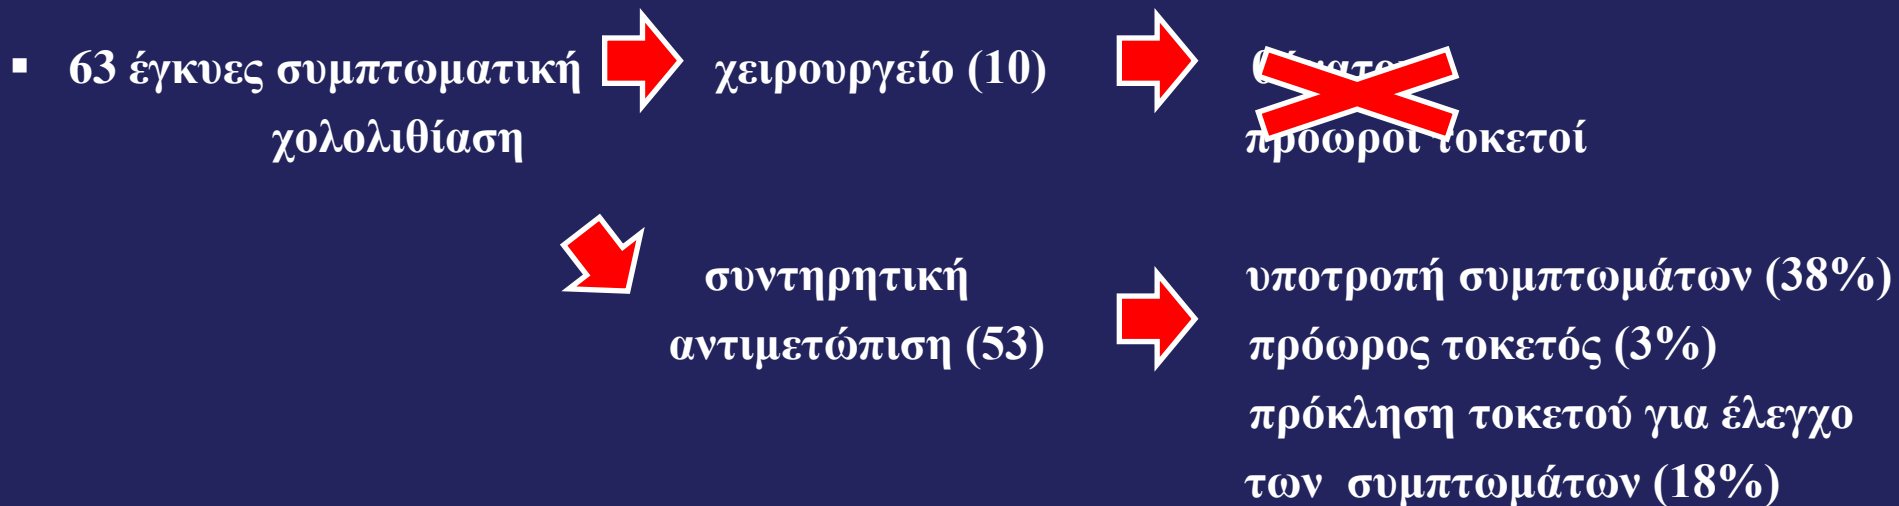 ▪ 63 έγκυες συμπτωματική χειρουργείο (10)
χολολιθίαση πρόωροι τοκετοί
συντηρητική υποτροπή συμπτωμάτων (38%)
αντιμετώπιση (53) πρόωρος τοκετός (3%)
πρόκληση τοκετού για έλεγχο
των συμπτωμάτων (18%)